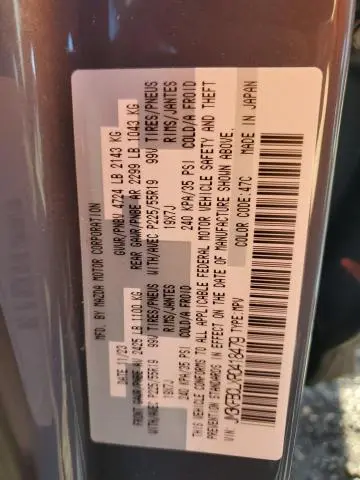 MFD. BY MAZDA MOTOR CORPORATION
DATE: 11/23 GVWR/PNBV 4724 LB 2143 KG
FRONT GAWR/PNBE AV 2425 LB 1100 KG REAR GAWR/PNBE AR 2299 LB 1043 KG
WITH/AVEC P225/55R19 99V TIRES/PNEUS WITH/AVEC P225/55R19 99V TIRES/PNEUS
19X7J RIMS/JANTES 19X7J RIMS/JANTES
240 KPA/35 PSI COLD/A FROID 240 KPA/35 PSI COLD/A FROID
THIS VEHICLE CONFORMS TO ALL APPLICABLE FEDERAL MOTOR VEHICLE SAFETY AND THEFT
PREVENTION STANDARDS IN EFFECT ON THE DATE OF MANUFACTURE SHOWN ABOVE.
TYPE:MPV COLOR CODE:47C MADE IN JAPAN